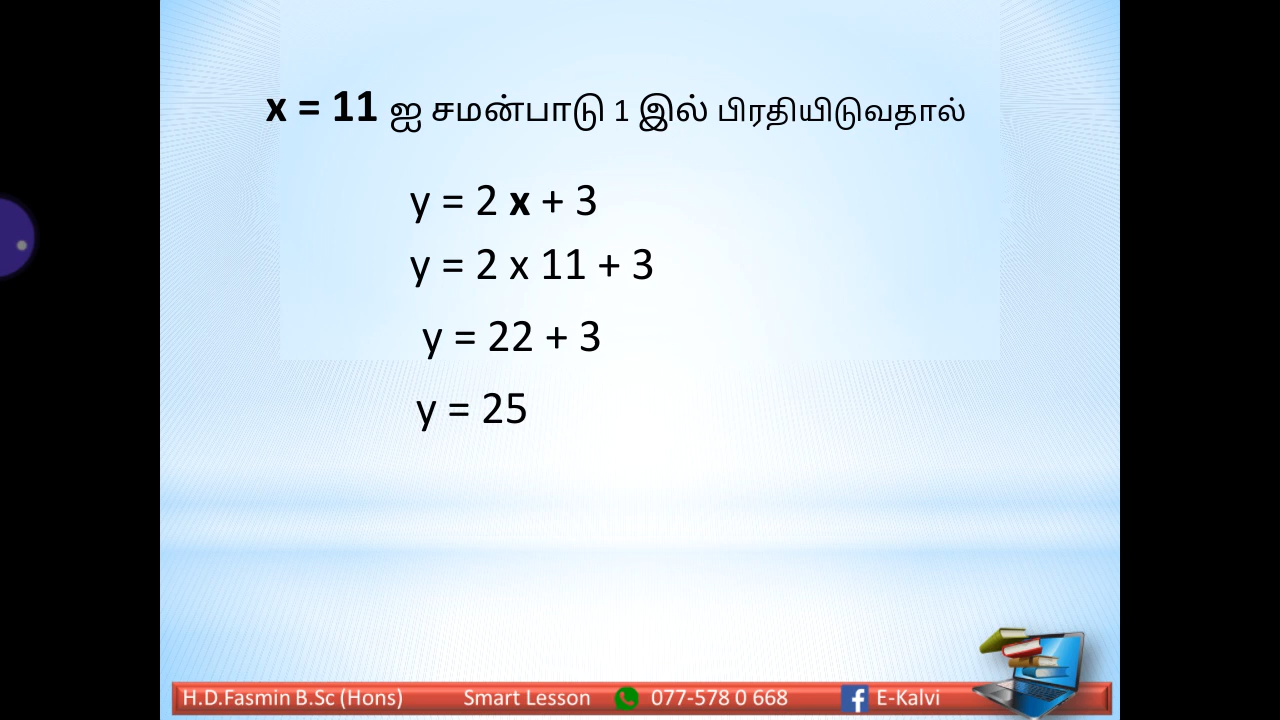 x = 11 ஐ சமன்பாடு 1 இல் பிரதியிடுவதால்
y = 2 x + 3
y = 2 x 11 + 3
y = 22 + 3
y = 25
H.D.Fasmin B.Sc (Hons) Smart Lesson 077-578 0 668 E-Kalvi